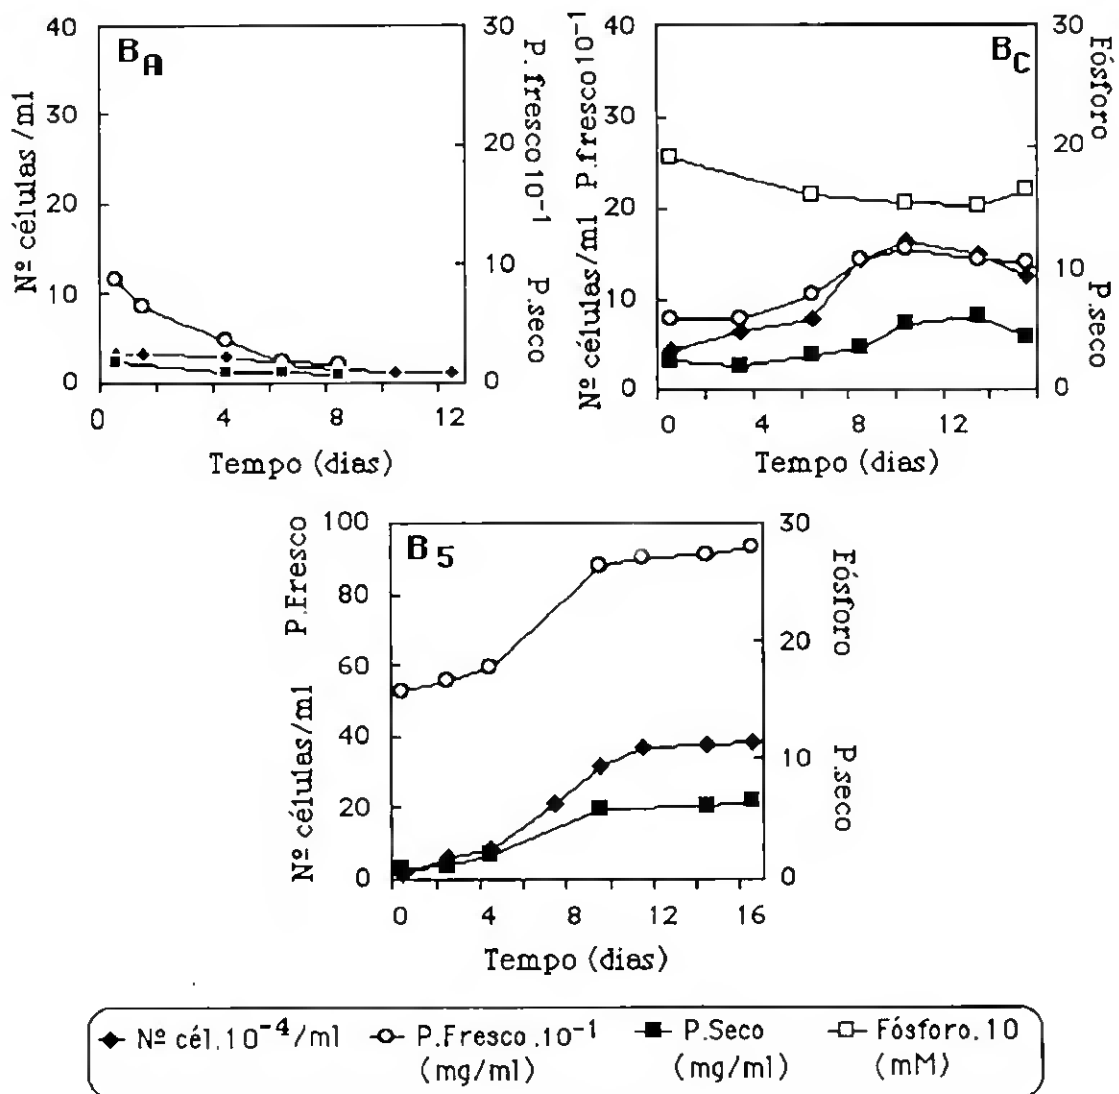 B A
Nº células/ml
40
30
20
10
0
30
20
10
0
P.fresco10⁻¹
P.seco
0 4 8 12
Tempo (dias)
B C
Nº células/ml P.fresco10⁻¹
40
30
20
10
0
30
20
10
0
Fósforo
P.seco
0 4 8 12
Tempo (dias)
B 5
Nº células/ml P.Fresco
100
80
60
40
20
0
30
20
10
0
Fósforo
P.seco
0 4 8 12 16
Tempo (dias)
Nº cél.10⁻⁴/ml P.Fresco.10⁻¹ P.Seco Fósforo.10
(mg/ml) (mg/ml) (mM)